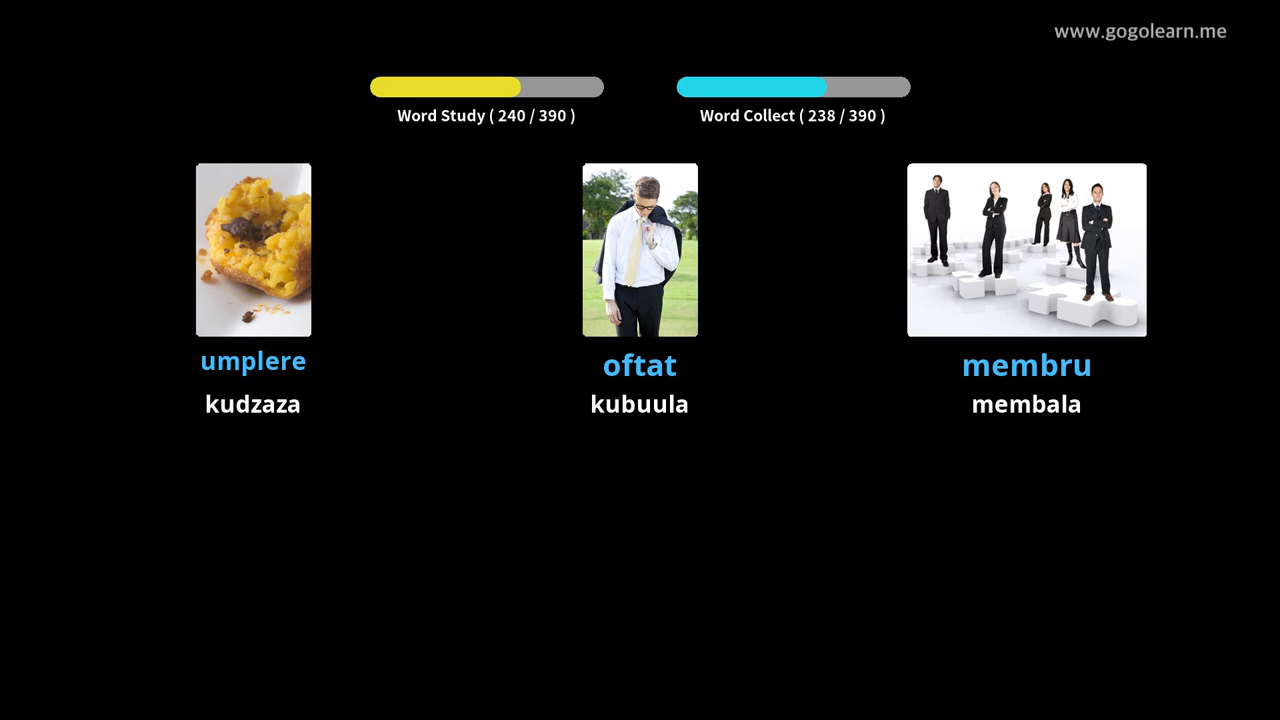 www.gogolearn.me
Word Study ( 240 / 390 )
Word Collect ( 238 / 390 )
umplere
oftat
membru
kudzaza
kubuula
membala